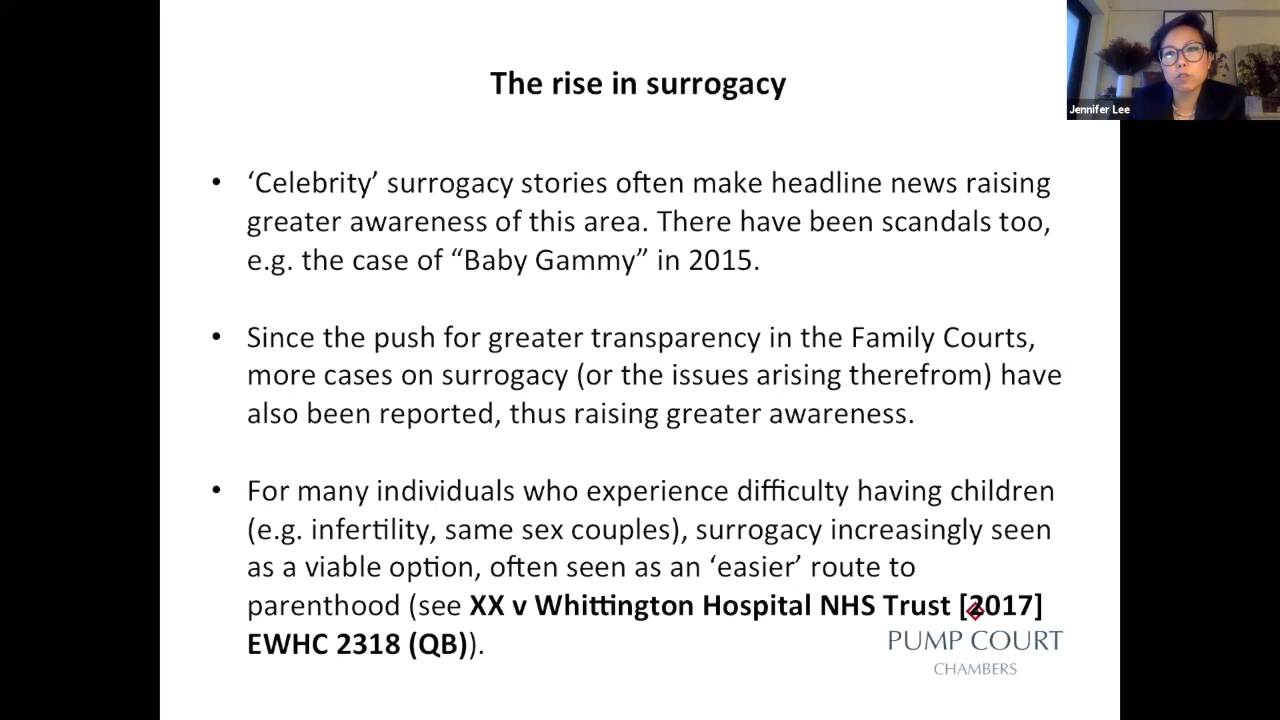 The rise in surrogacy
Jennifer Lee
• ‘Celebrity’ surrogacy stories often make headline news raising
greater awareness of this area. There have been scandals too,
e.g. the case of “Baby Gammy” in 2015.
• Since the push for greater transparency in the Family Courts,
more cases on surrogacy (or the issues arising therefrom) have
also been reported, thus raising greater awareness.
• For many individuals who experience difficulty having children
(e.g. infertility, same sex couples), surrogacy increasingly seen
as a viable option, often seen as an ‘easier’ route to
parenthood (see XX v Whittington Hospital NHS Trust [2017]
EWHC 2318 (QB)).
PUMP COURT
CHAMBERS